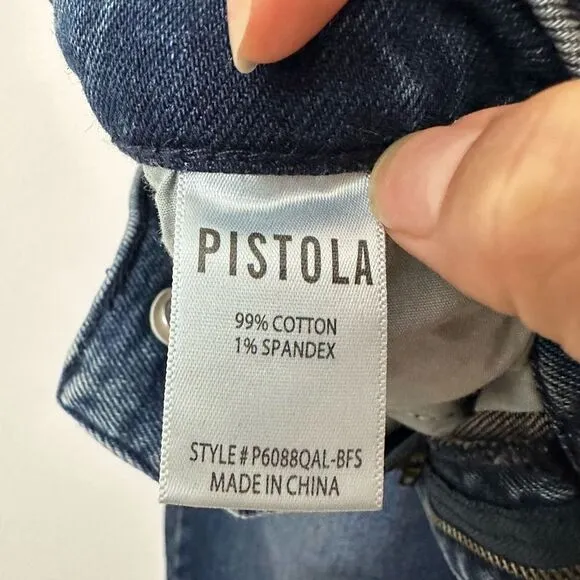 PISTOLA
99% COTTON
1% SPANDEX
STYLE # P6088QAL-BFS
MADE IN CHINA